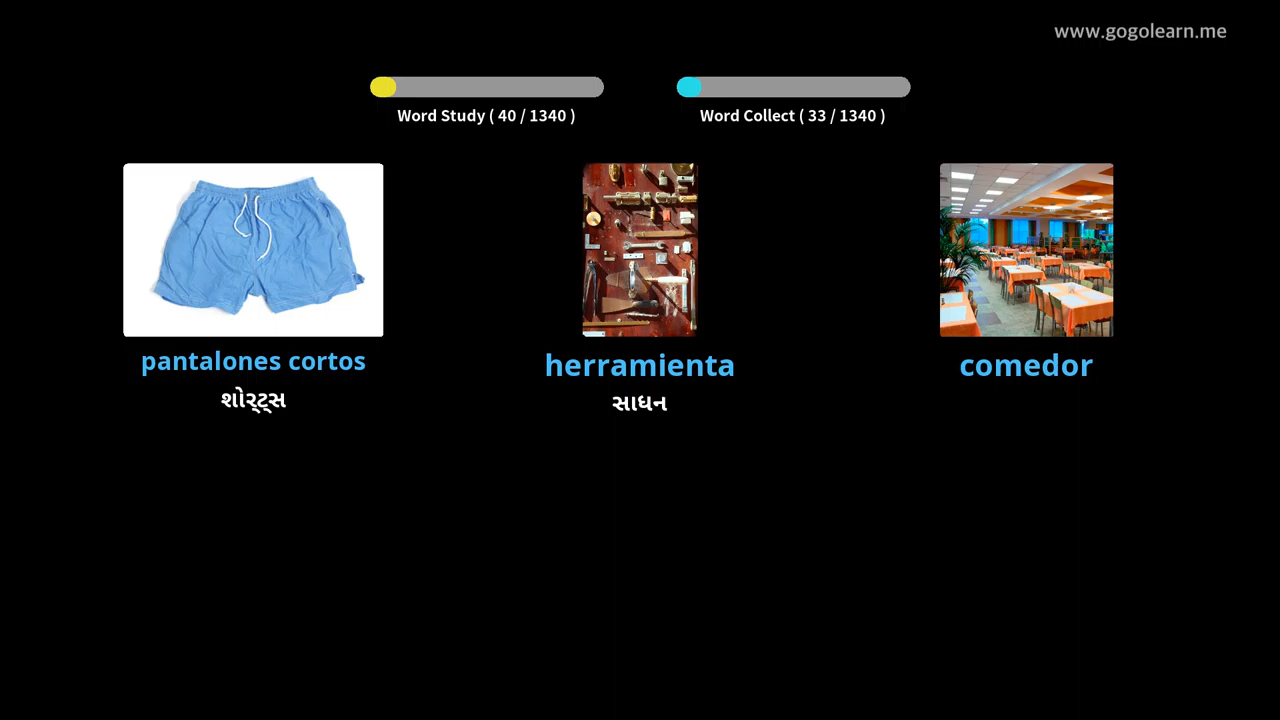 www.gogolearn.me
Word Study ( 40 / 1340 )
Word Collect ( 33 / 1340 )
pantalones cortos
શોર્ટ્સ
herramienta
સાધન
comedor